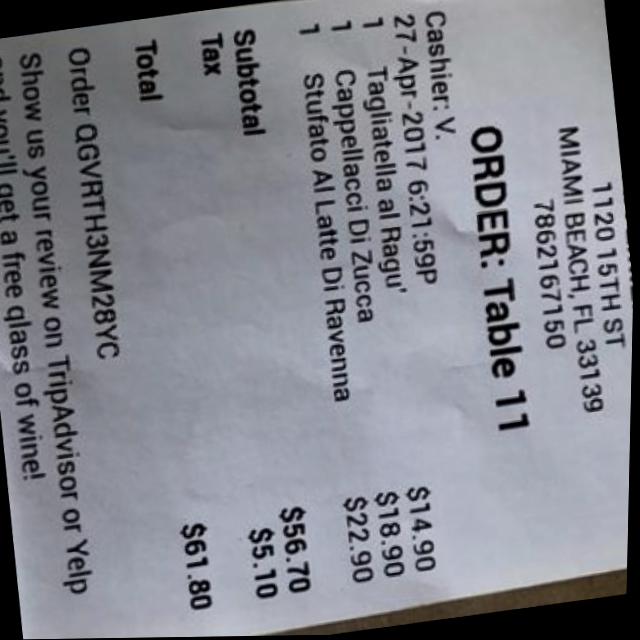 1120 15TH ST
MIAMI BEACH, FL 33139
7862167150
ORDER: Table 11
Cashier: V.
27-Apr-2017 6:21:59P
1 Tagliatella al Ragu' $14.90
1 Cappellacci Di Zucca $18.90
1 Stufato Al Latte Di Ravenna $22.90
Subtotal $56.70
Tax $5.10
Total $61.80
Order QGVRTH3NM28YC
Show us your review on TripAdvisor or Yelp
and you'll get a free glass of wine!